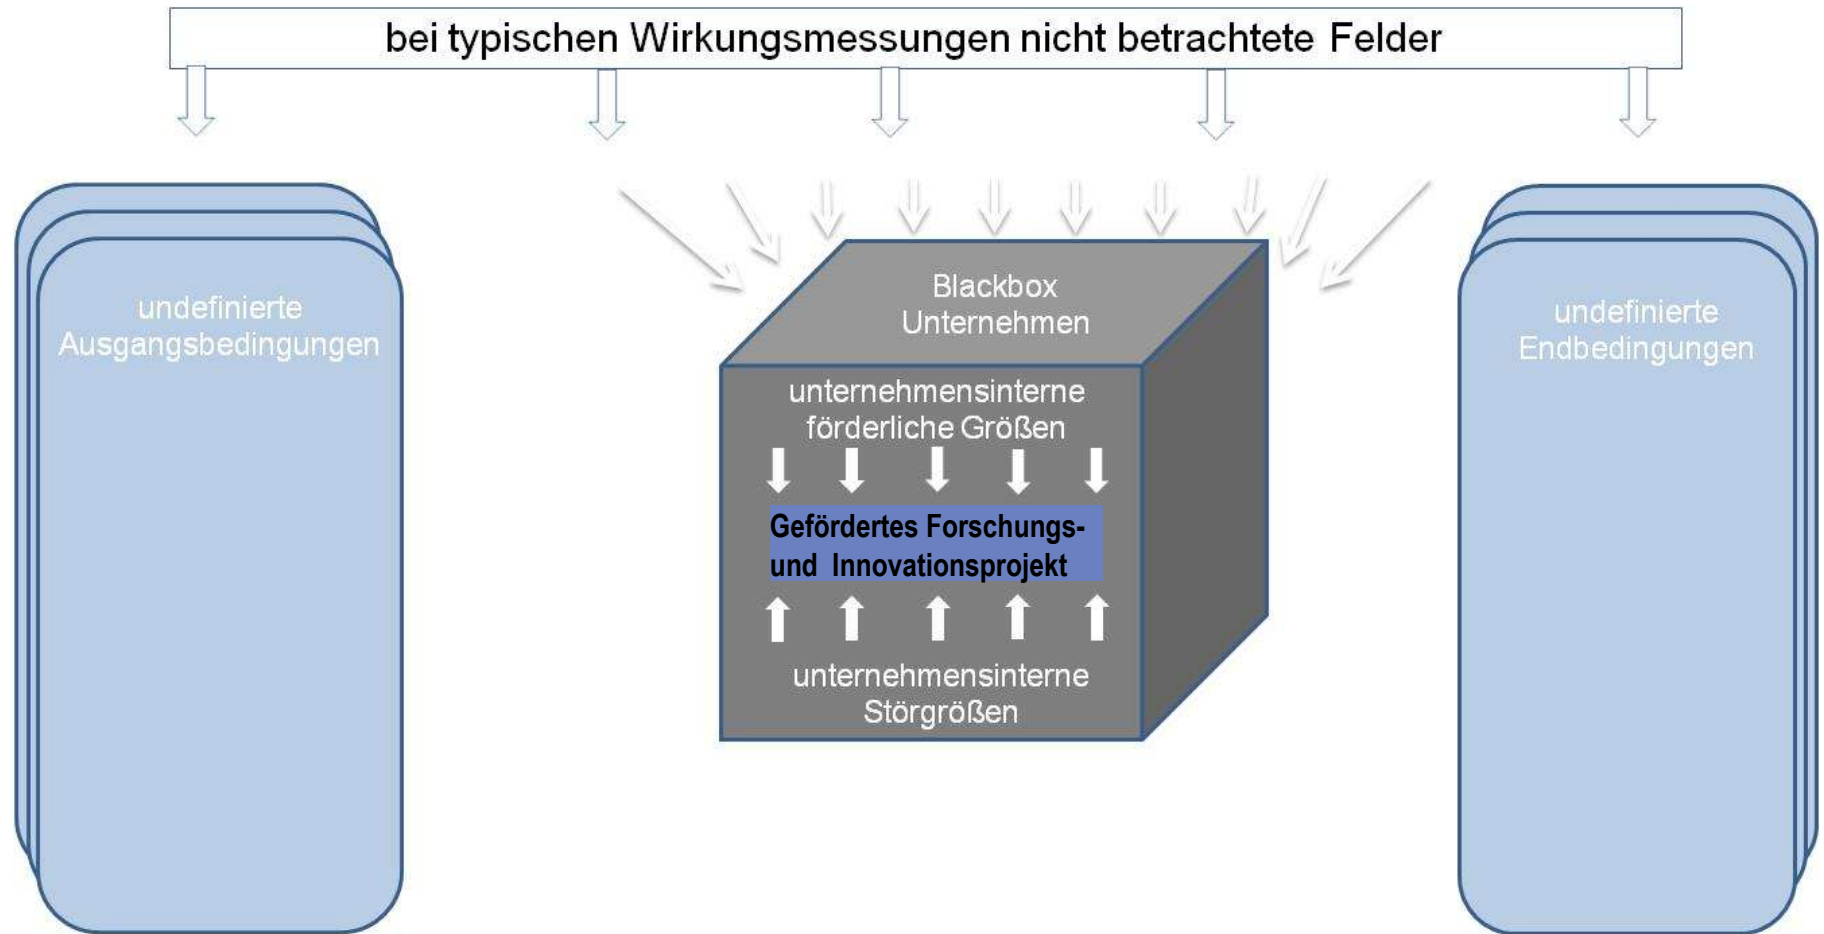 bei typischen Wirkungsmessungen nicht betrachtete Felder
undefinierte
Ausgangsbedingungen
Blackbox
Unternehmen
unternehmensinterne
förderliche Größen
Gefördertes Forschungs-
und Innovationsprojekt
unternehmensinterne
Störgrößen
undefinierte
Endbedingungen